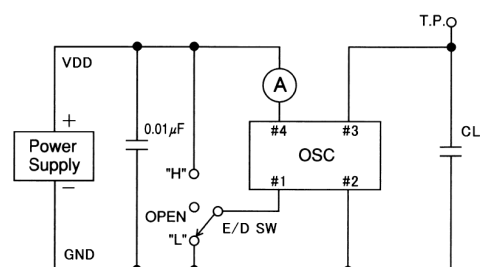 T.P.
VDD
A
+
0.01μF
#4 #3
Power
Supply
OSC
CL
"H"
#1 #2
−
OPEN
"L"
E/D SW
GND